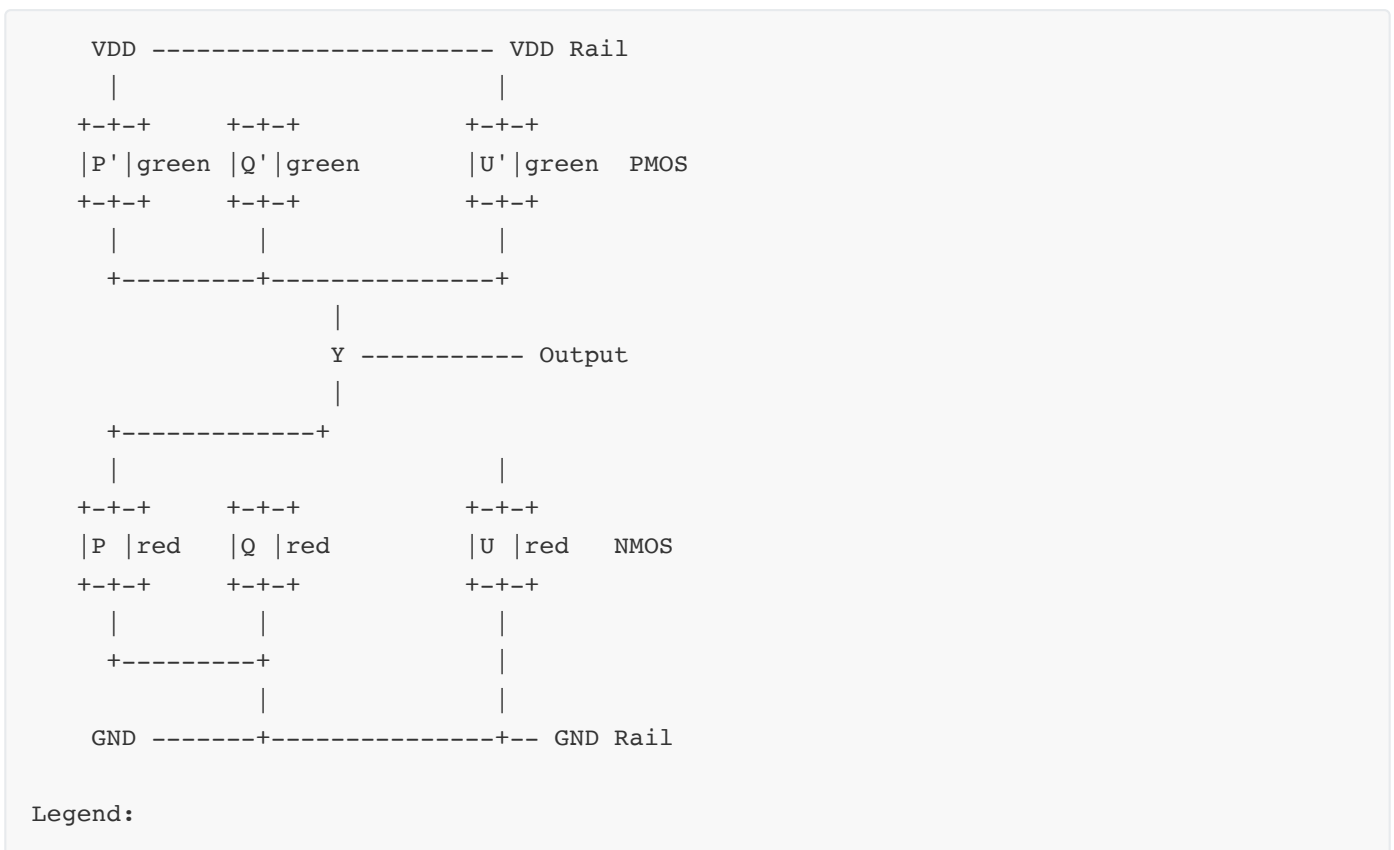 VDD ----------------------- VDD Rail
     |                          |
   +-+-+     +-+-+           +-+-+
   |P'|green |Q'|green       |U'|green  PMOS
   +-+-+     +-+-+           +-+-+
     |         |               |
     +---------+---------------+
                    |
                    Y ----------- Output
                    |
     +-------------+
     |                         |
   +-+-+     +-+-+           +-+-+
   |P |red   |Q |red         |U |red   NMOS
   +-+-+     +-+-+           +-+-+
     |         |               |
     +---------+               |
               |               |
    GND -------+---------------+-- GND Rail
Legend: